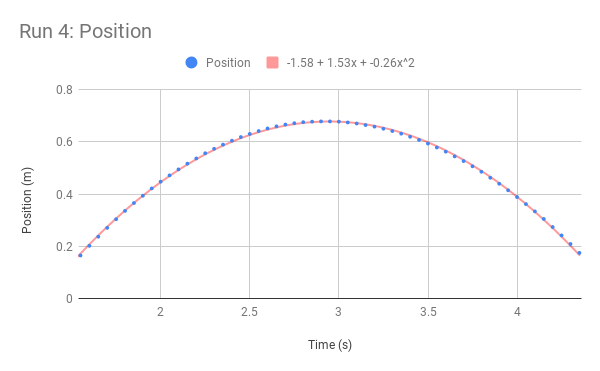 Run 4: Position
Position -1.58 + 1.53x + -0.26x^2
0.8
0.6
0.4
0.2
0
Position (m)
2 2.5 3 3.5 4
Time (s)